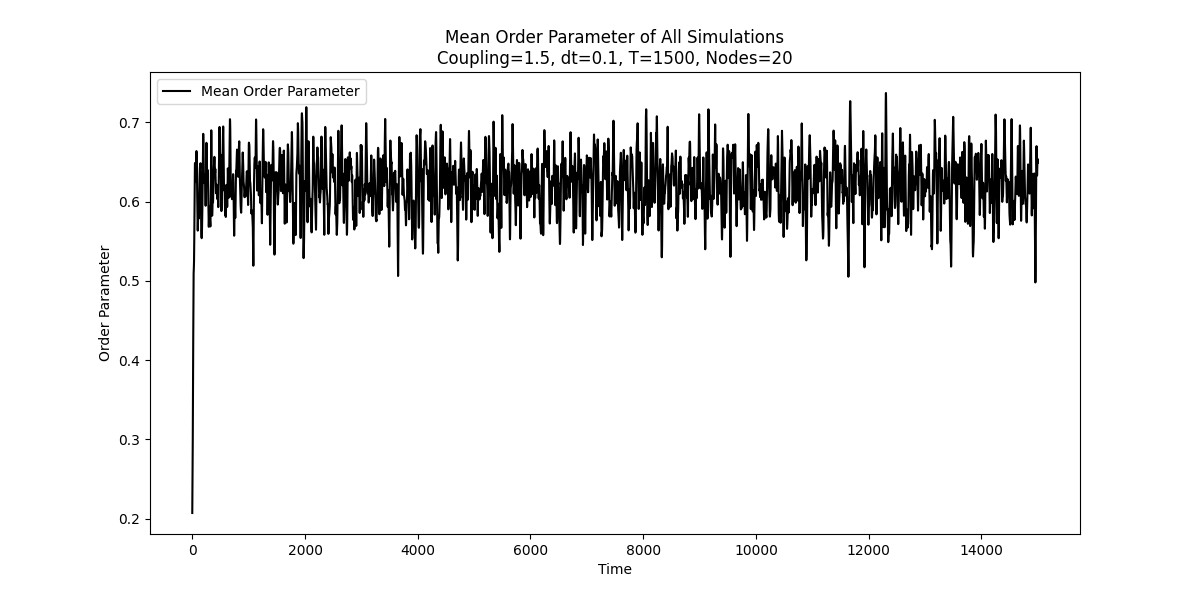 Mean Order Parameter of All Simulations
Coupling=1.5, dt=0.1, T=1500, Nodes=20
Mean Order Parameter
Order Parameter
0.7
0.6
0.5
0.4
0.3
0.2
0 2000 4000 6000 8000 10000 12000 14000
Time